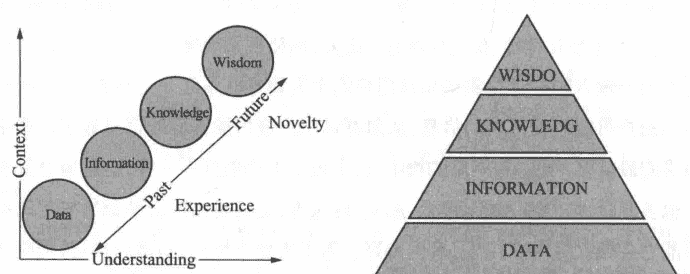 Wisdom
Knowledge
Future
Novelty
Context
Information
Past
Experience
Data
Understanding
WISDO
KNOWLEDG
INFORMATION
DATA